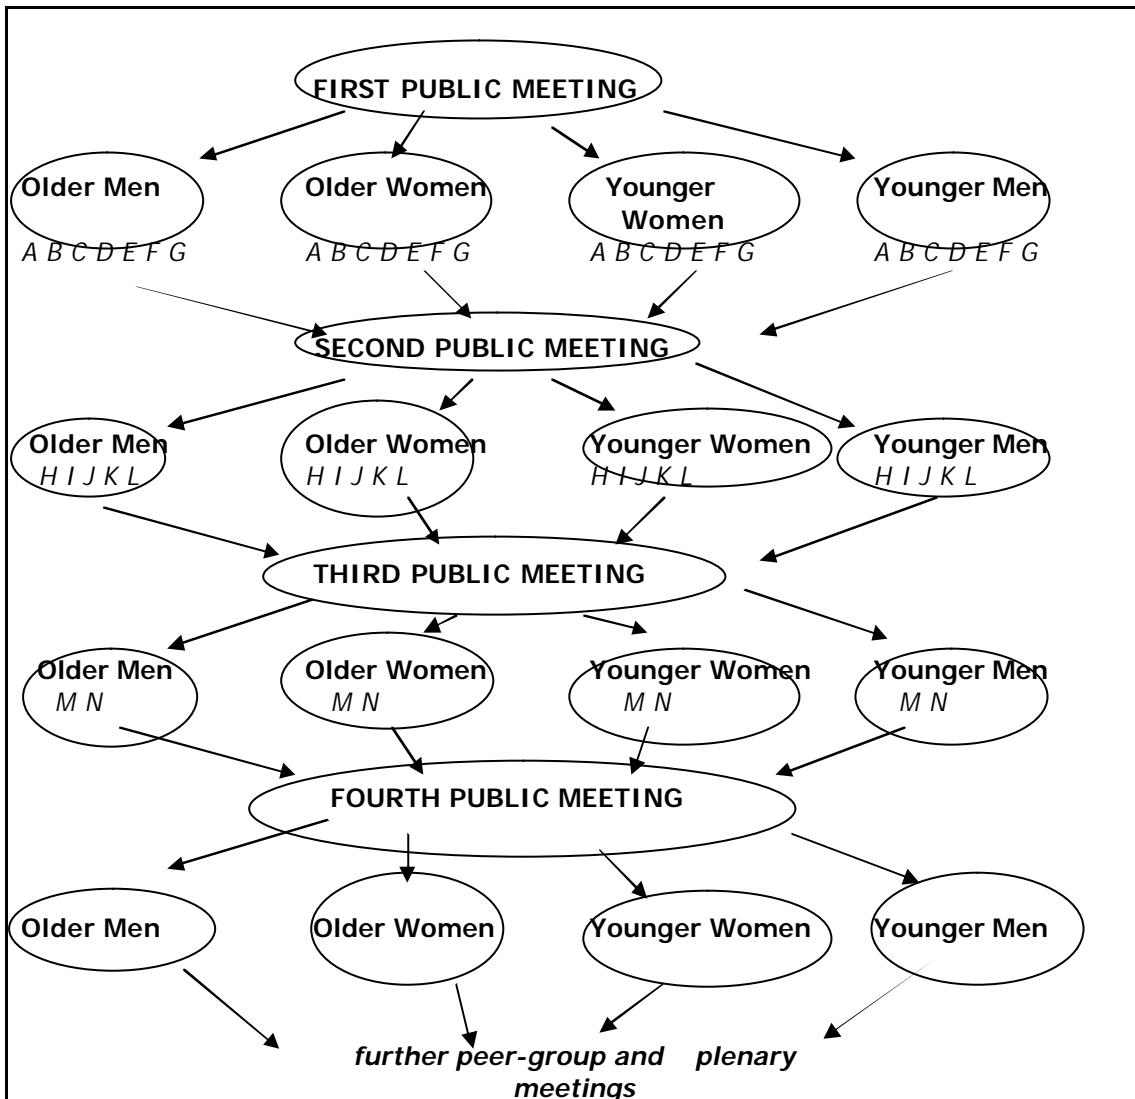 FIRST PUBLIC MEETING
Older Men Older Women Younger Women Younger Men
A B C D E F G A B C D E F G A B C D E F G A B C D E F G
SECOND PUBLIC MEETING
Older Men Older Women Younger Women Younger Men
H I J K L H I J K L H I J K L H I J K L
THIRD PUBLIC MEETING
Older Men Older Women Younger Women Younger Men
M N M N M N M N
FOURTH PUBLIC MEETING
Older Men Older Women Younger Women Younger Men
further peer-group and plenary
meetings